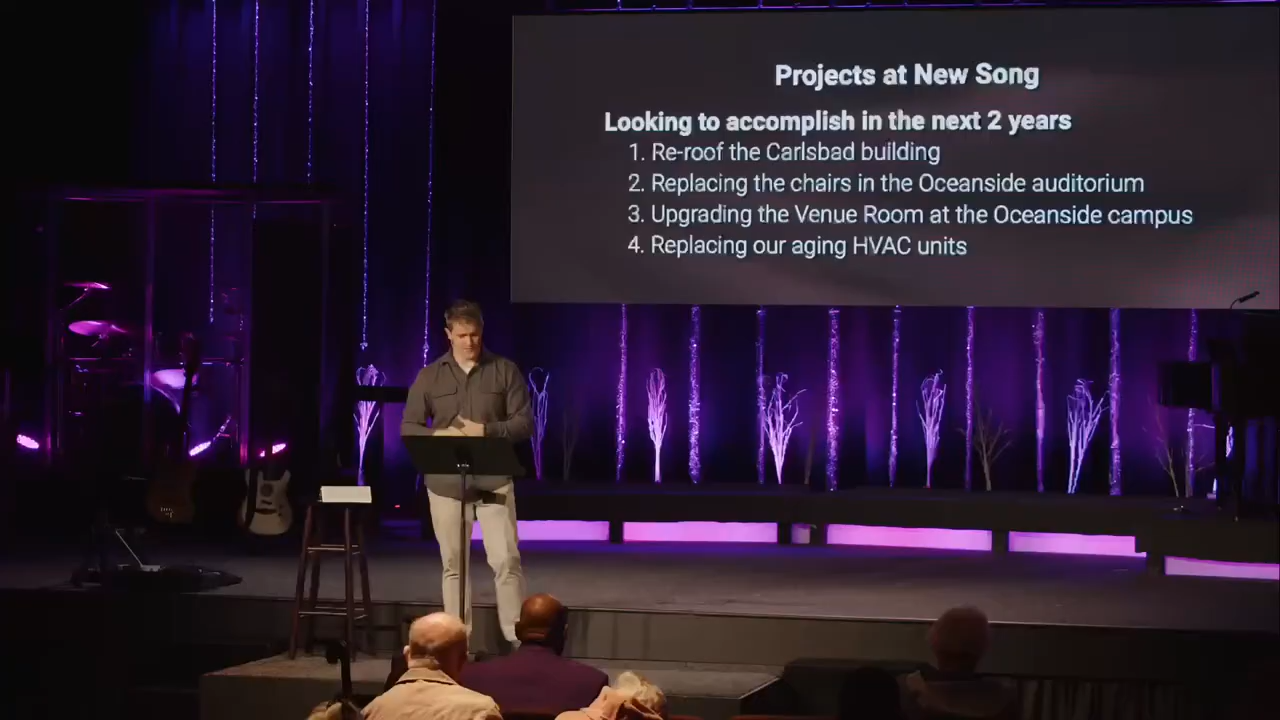 Projects at New Song
Looking to accomplish in the next 2 years
1. Re-roof the Carlsbad building
2. Replacing the chairs in the Oceanside auditorium
3. Upgrading the Venue Room at the Oceanside campus
4. Replacing our aging HVAC units